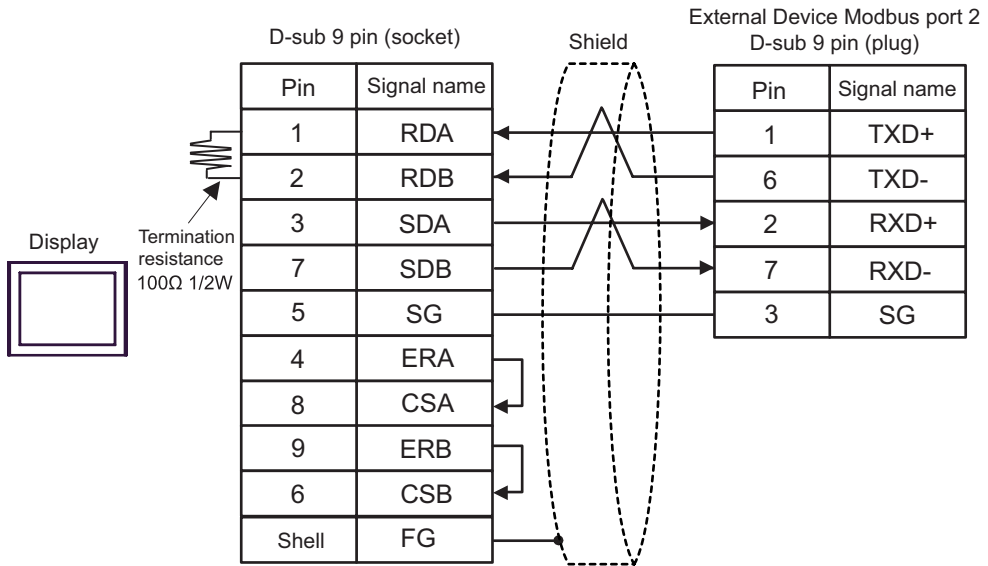 External Device Modbus port 2
D-sub 9 pin (socket)
Shield
D-sub 9 pin (plug)
Pin Signal name
1 RDA
2 RDB
3 SDA
7 SDB
5 SG
4 ERA
8 CSA
9 ERB
6 CSB
Shell FG
Pin Signal name
1 TXD+
6 TXD-
2 RXD+
7 RXD-
3 SG
Display
Termination
resistance
100Ω 1/2W